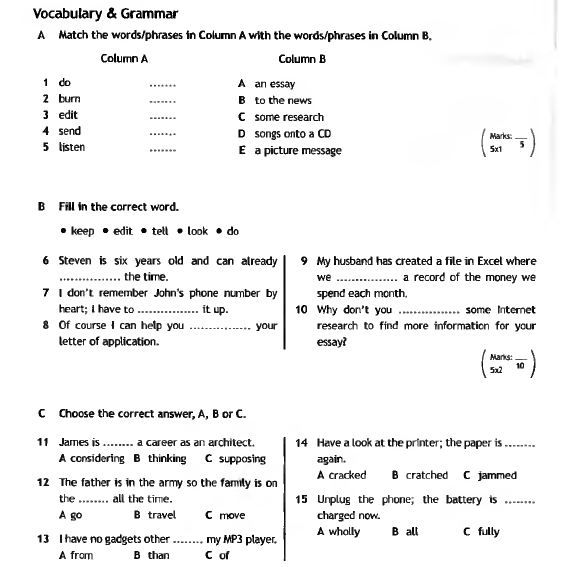 Vocabulary & Grammar
A Match the words/phrases in Column A with the words/phrases in Column B.
Column A Column B
1 do ....... A an essay
2 burn ....... B to the news
3 edit ....... C some research
4 send ....... D songs onto a CD
5 listen ....... E a picture message
(Marks: __
5x1 5)
B Fill in the correct word.
• keep • edit • tell • look • do
6 Steven is six years old and can already
................ the time.
7 I don't remember John's phone number by
heart; I have to ................ it up.
8 Of course I can help you ................ your
letter of application.
9 My husband has created a file in Excel where
we ................ a record of the money we
spend each month.
10 Why don't you ................ some Internet
research to find more information for your
essay?
(Marks: __
5x2 10)
C Choose the correct answer, A, B or C.
11 James is ........ a career as an architect.
A considering B thinking C supposing
12 The father is in the army so the family is on
the ........ all the time.
A go B travel C move
13 I have no gadgets other ........ my MP3 player.
A from B than C of
14 Have a look at the printer; the paper is ........
again.
A cracked B cratched C jammed
15 Unplug the phone; the battery is ........
charged now.
A wholly B all C fully